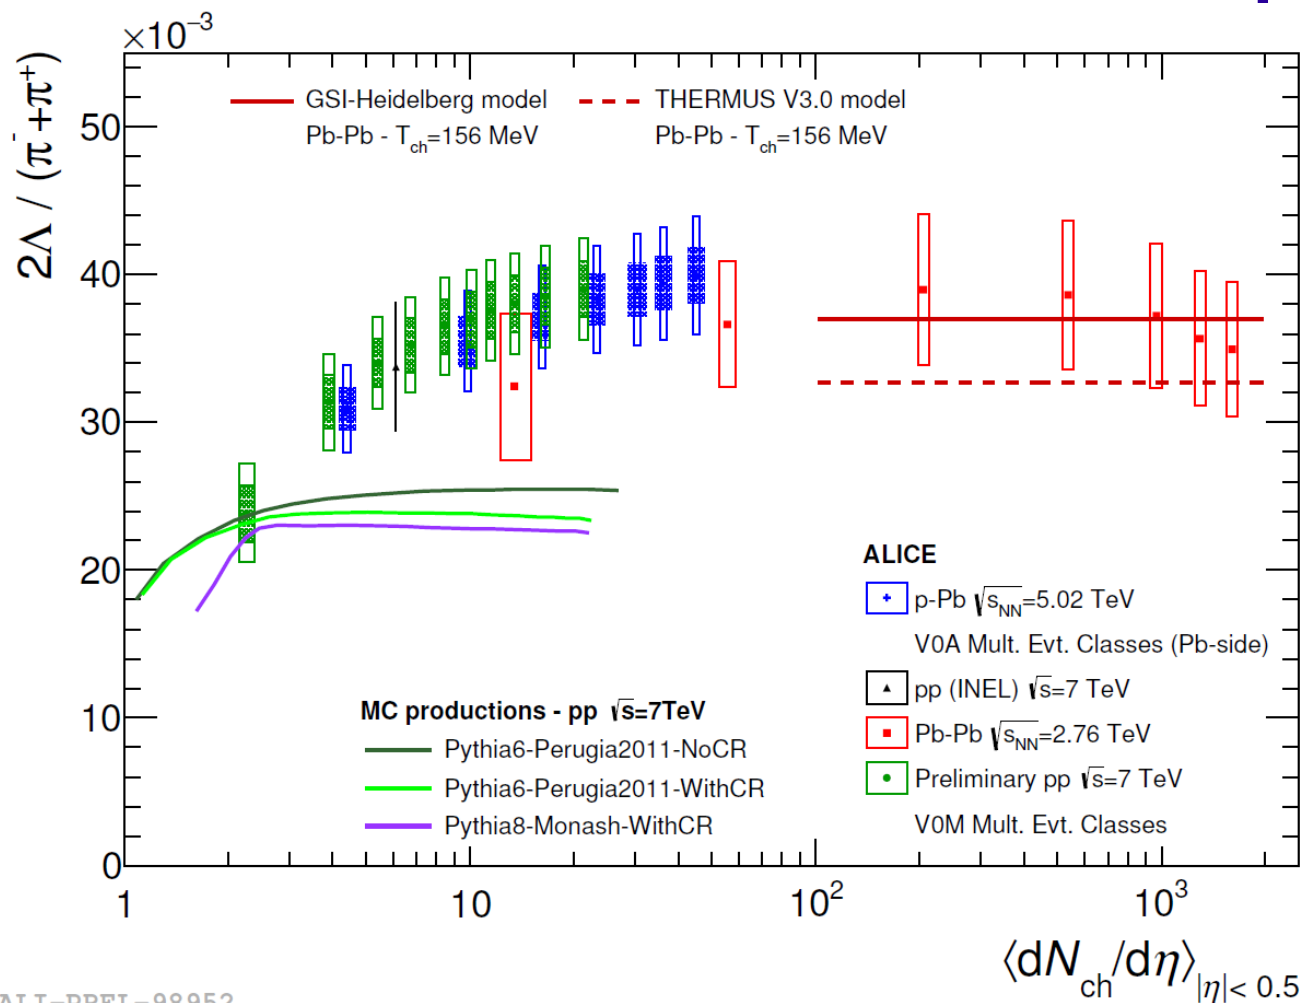 ×10⁻³
2Λ / (π⁻+π⁺)
50
40
30
20
10
0
GSI-Heidelberg model
Pb-Pb - T_ch=156 MeV
THERMUS V3.0 model
Pb-Pb - T_ch=156 MeV
ALICE
p-Pb √s_NN=5.02 TeV
V0A Mult. Evt. Classes (Pb-side)
pp (INEL) √s=7 TeV
Pb-Pb √s_NN=2.76 TeV
Preliminary pp √s=7 TeV
V0M Mult. Evt. Classes
MC productions - pp √s=7TeV
Pythia6-Perugia2011-NoCR
Pythia6-Perugia2011-WithCR
Pythia8-Monash-WithCR
1 10 10² 10³
⟨dN_ch/dη⟩_|η|< 0.5
ALI-PREL-98952